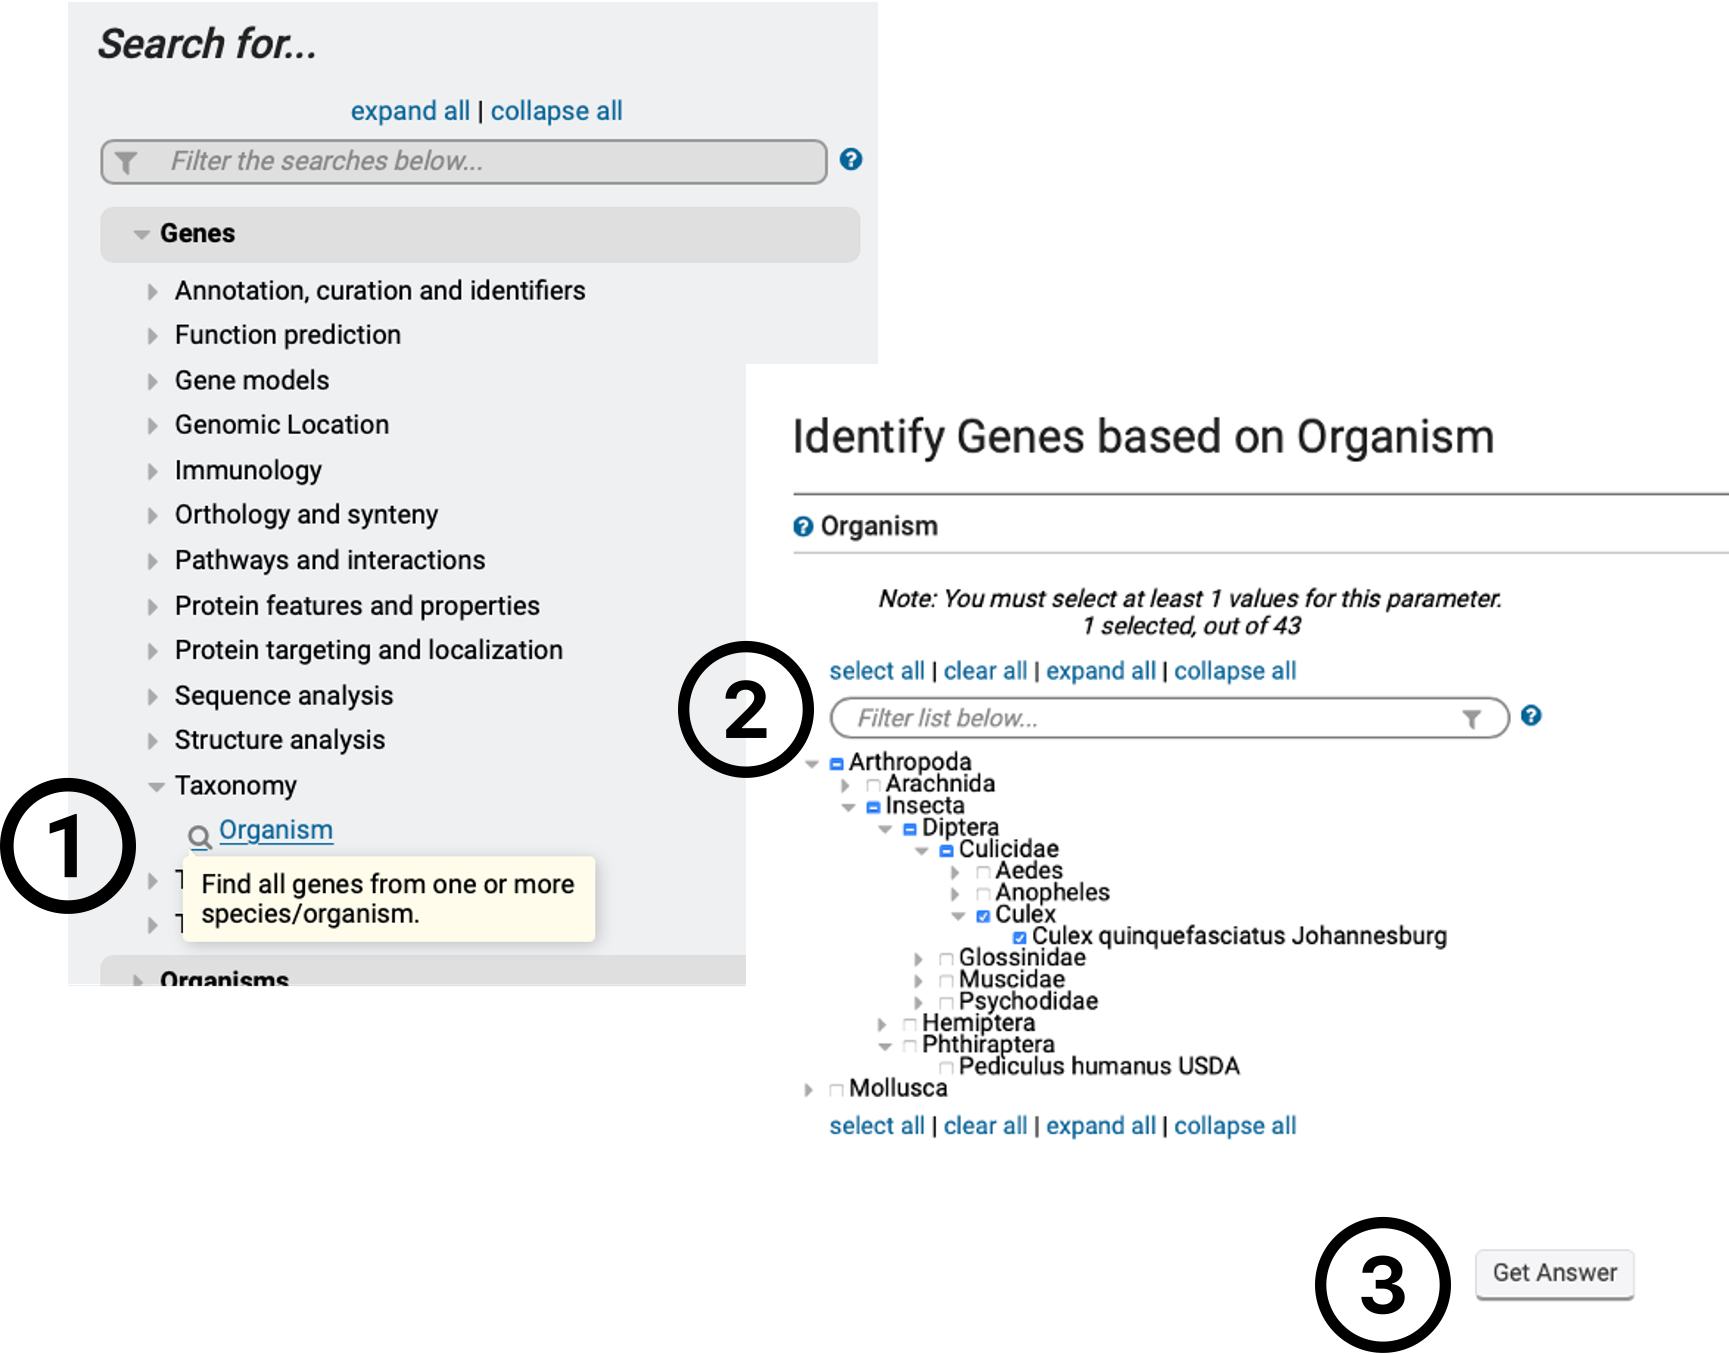 Search for...
expand all | collapse all
Filter the searches below...
Genes
Annotation, curation and identifiers
Function prediction
Gene models
Genomic Location
Immunology
Orthology and synteny
Pathways and interactions
Protein features and properties
Protein targeting and localization
Sequence analysis
Structure analysis
Taxonomy
1
Organism
Find all genes from one or more
species/organism.
Organisms
Identify Genes based on Organism
Organism
Note: You must select at least 1 values for this parameter.
1 selected, out of 43
2
select all | clear all | expand all | collapse all
Filter list below...
Arthropoda
Arachnida
Insecta
Diptera
Culicidae
Aedes
Anopheles
Culex
Culex quinquefasciatus Johannesburg
Glossinidae
Muscidae
Psychodidae
Hemiptera
Phthiraptera
Pediculus humanus USDA
Mollusca
select all | clear all | expand all | collapse all
3
Get Answer